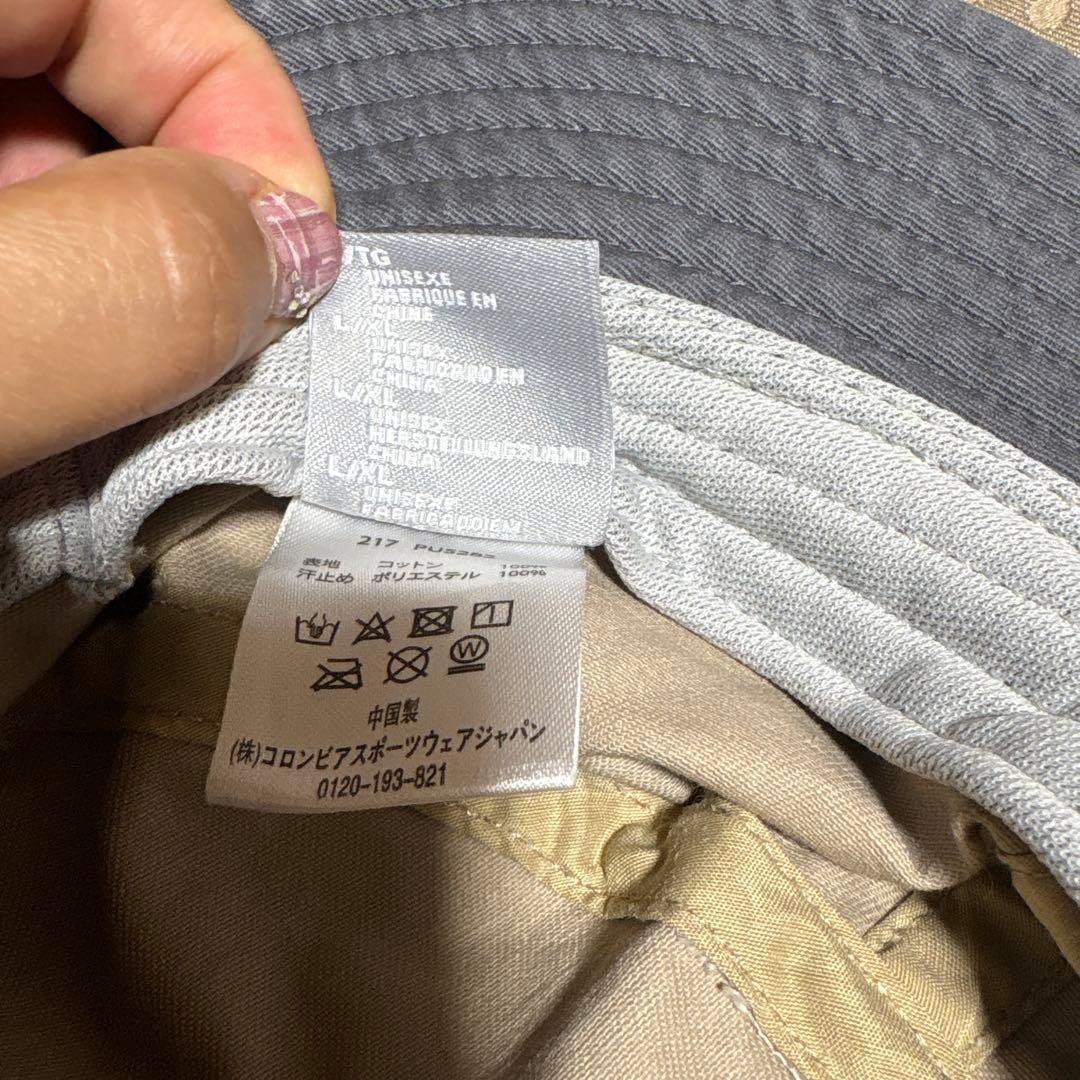 /TG
UNISEXE
FABRIQUE EN
CHINE
L/XL
UNISEX
FABRICADO EN
CHINA
L/XL
UNISEX
HERSTELLUNGSLAND
CHINA
L/XL
UNISEXE
FABRICADO EM
217
表地 コットン 100%
汗止め ポリエステル 100%
W
中国製
(株)コロンビアスポーツウェアジャパン
0120-193-821